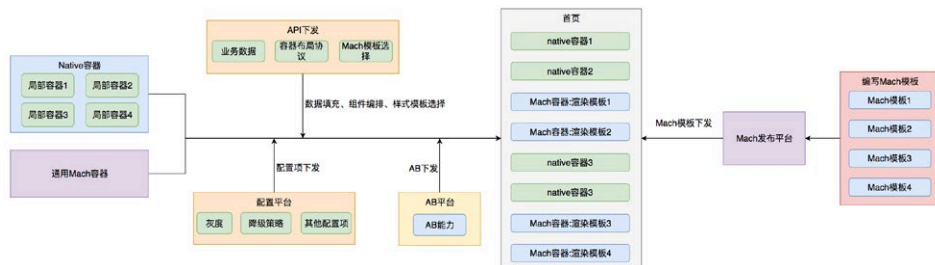 Native容器
局部容器1
局部容器2
局部容器3
局部容器4
通用Mach容器
API下发
业务数据
容器布局协
议
Mach模板选
择
数据填充、组件编排、样式模板选择
配置项下发
配置平台
灰度
降级策略
其他配置项
AB下发
AB平台
AB能力
首页
native容器1
native容器2
Mach容器:渲染模板1
Mach容器:渲染模板2
native容器3
native容器3
Mach容器:渲染模板3
Mach容器:渲染模板4
Mach模板下发
Mach发布平台
编写Mach模板
Mach模板1
Mach模板2
Mach模板3
Mach模板4